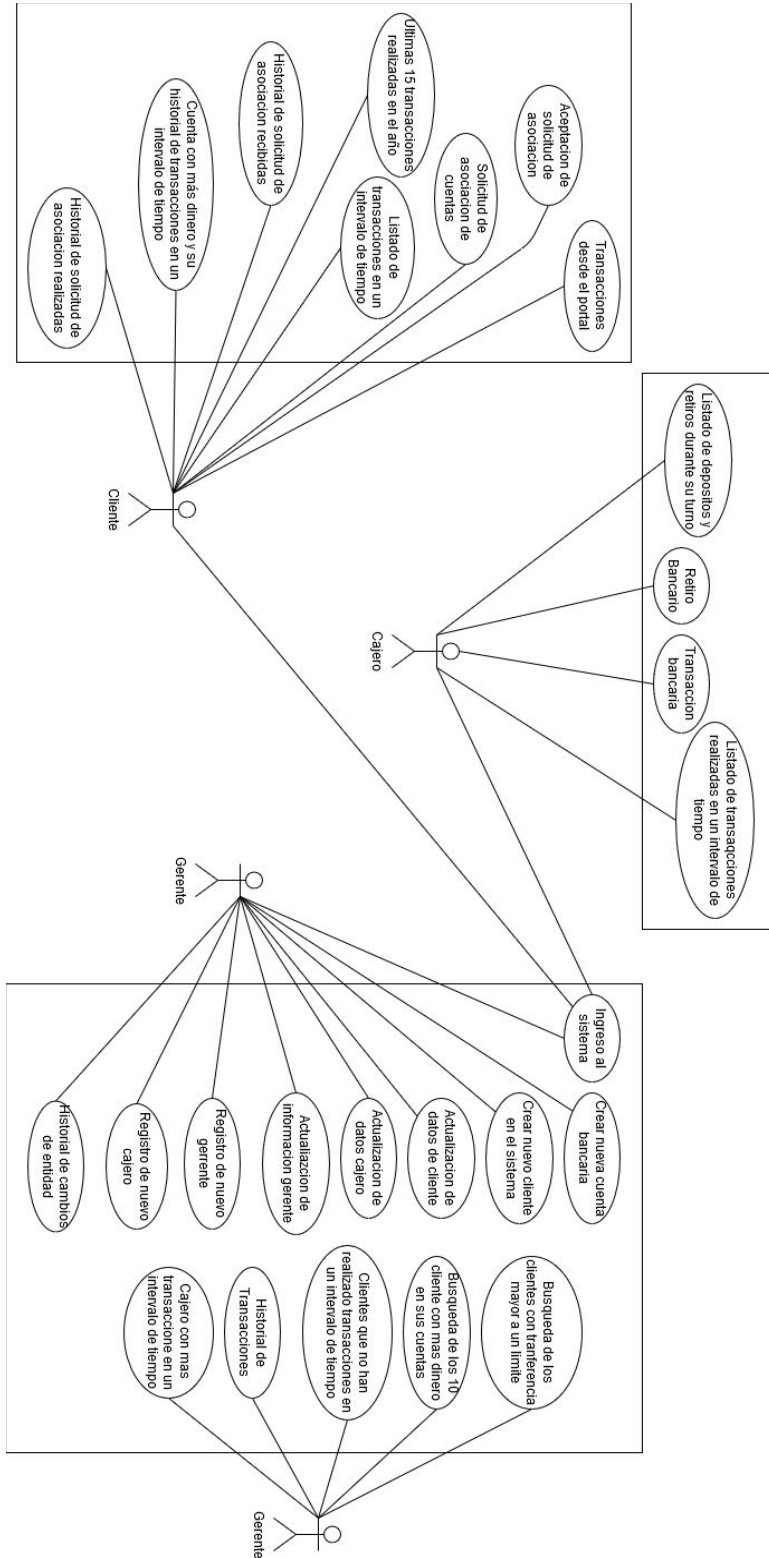 Listado de depositos y
retiros durante su turno
Retiro
Bancario
Transaccion
bancaria
Listado de transaqcciones
realizadas en un intervalo de
tiempo
Cajero
Transacciones
desde el portal
Aceptacion de
solicitud de
asociacion
Solicitud de
asociacion de
cuentas
Ultimas 15 transacciones
realizadas en el año
Listado de
transacciones en un
intervalo de tiempo
Historial de solicitud de
asociacion recibidas
Cuenta con más dinero y su
historial de transacciones en un
intervalo de tiempo
Historial de solicitud de
asociacion realizadas
Cliente
Ingreso al
sistema
Crear nueva cuenta
bancaria
Crear nuevo cliente
en el sistema
Actualizacion de
datos de cliente
Actualizacion de
datos cajero
Actualiazcion de
informacion gerente
Registro de nuevo
gerrente
Registro de nuevo
cajero
Historial de cambios
de entidad
Gerente
Busqueda de los
clientes con tranferencia
mayor a un limite
Busqueda de los 10
cliente con mas dinero
en sus cuentas
Clientes que no han
realizado transacciones en
un intervalo de tiempo
Historial de
Transacciones
Cajero con mas
transaccione en un
intervalo de tiempo
Gerente